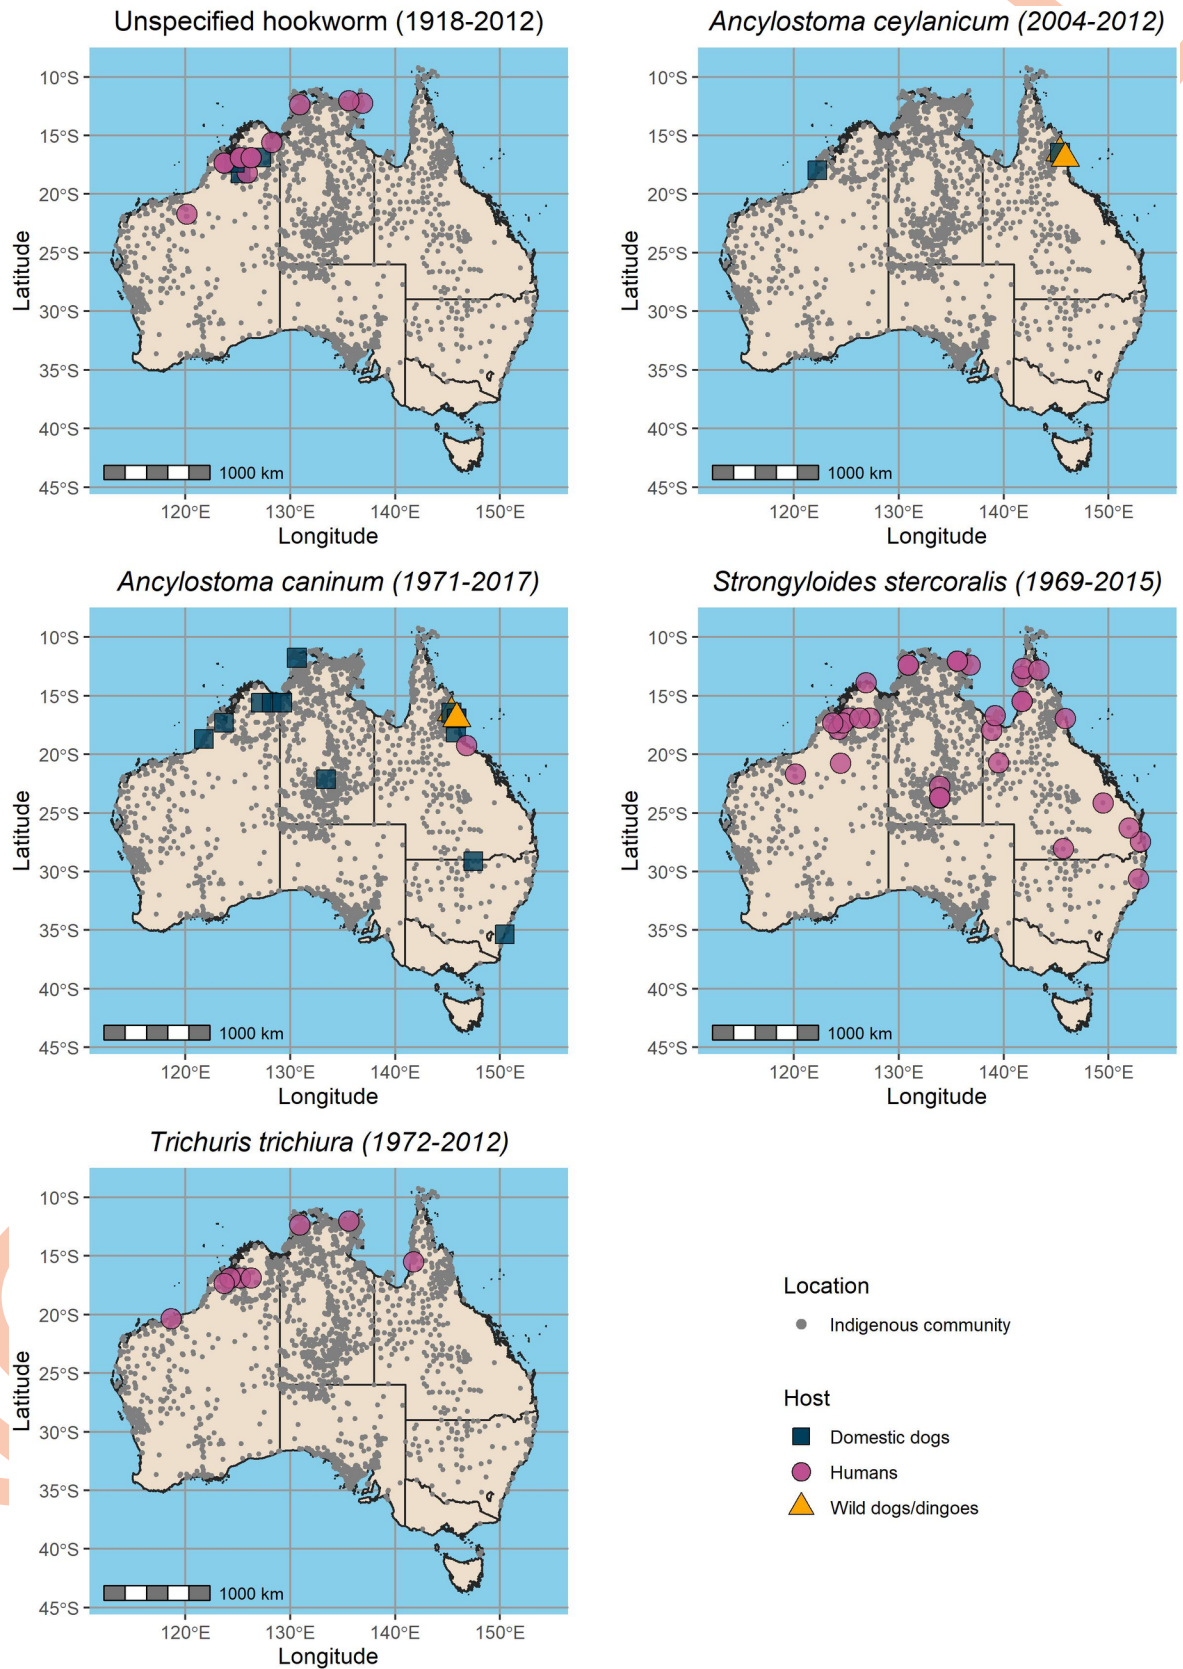 Unspecified hookworm (1918-2012)
10°S
15°S
20°S
25°S
30°S
35°S
40°S
45°S
Latitude
1000 km
120°E 130°E 140°E 150°E
Longitude
Ancylostoma ceylanicum (2004-2012)
10°S
15°S
20°S
25°S
30°S
35°S
40°S
45°S
Latitude
1000 km
120°E 130°E 140°E 150°E
Longitude
Ancylostoma caninum (1971-2017)
10°S
15°S
20°S
25°S
30°S
35°S
40°S
45°S
Latitude
1000 km
120°E 130°E 140°E 150°E
Longitude
Strongyloides stercoralis (1969-2015)
10°S
15°S
20°S
25°S
30°S
35°S
40°S
45°S
Latitude
1000 km
120°E 130°E 140°E 150°E
Longitude
Trichuris trichiura (1972-2012)
10°S
15°S
20°S
25°S
30°S
35°S
40°S
45°S
Latitude
1000 km
120°E 130°E 140°E 150°E
Longitude
Location
Indigenous community
Host
Domestic dogs
Humans
Wild dogs/dingoes